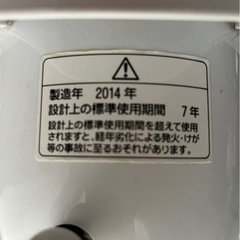 製造年 2014 年
設計上の標準使用期間 7 年
設計上の標準使用期間を超えて使用
されますと、経年劣化による発火・けが
等の事故に至るおそれがあります。